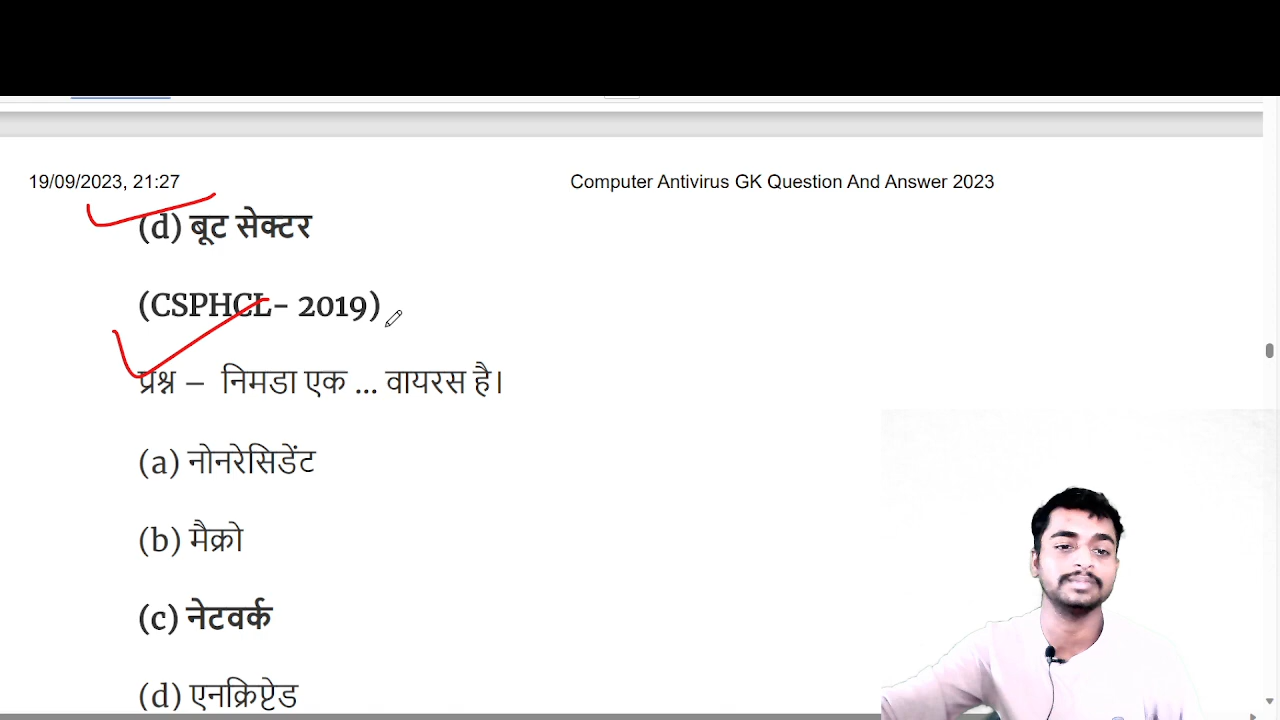 19/09/2023, 21:27 Computer Antivirus GK Question And Answer 2023
(d) बूट सेक्टर
(CSPHCL- 2019)
प्रश्न – निमडा एक ... वायरस है।
(a) नोनरेसिडेंट
(b) मैक्रो
(c) नेटवर्क
(d) एनक्रिप्टेड